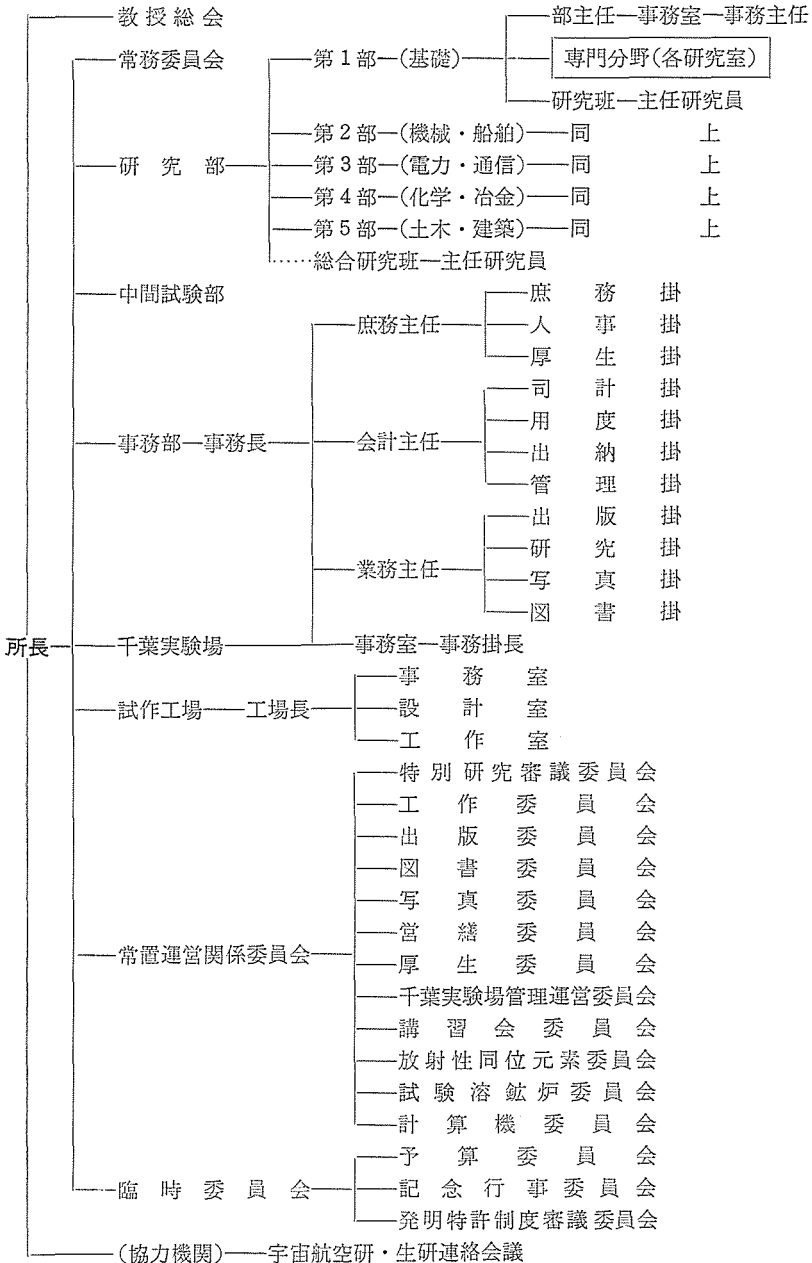 教授総会
部主任―事務室―事務主任
常務委員会
第1部―(基礎)
専門分野(各研究室)
研究班―主任研究員
第2部―(機械・船舶)―同上
研究部
第3部―(電力・通信)―同上
第4部―(化学・冶金)―同上
第5部―(土木・建築)―同上
……総合研究班―主任研究員
中間試験部
庶務掛
庶務主任
人事掛
厚生掛
司計掛
用度掛
事務部―事務長
会計主任
出納掛
管理掛
出版掛
研究掛
業務主任
写真掛
図書掛
所長
千葉実験場
事務室―事務掛長
事務室
試作工場―工場長
設計室
工作室
特別研究審議委員会
工作委員会
出版委員会
図書委員会
写真委員会
営繕委員会
常置運営関係委員会
厚生委員会
千葉実験場管理運営委員会
講習会委員会
放射性同位元素委員会
試験溶鉱炉委員会
計算機委員会
予算委員会
臨時委員会
記念行事委員会
発明特許制度審議委員会
(協力機関)―宇宙航空研・生研連絡会議